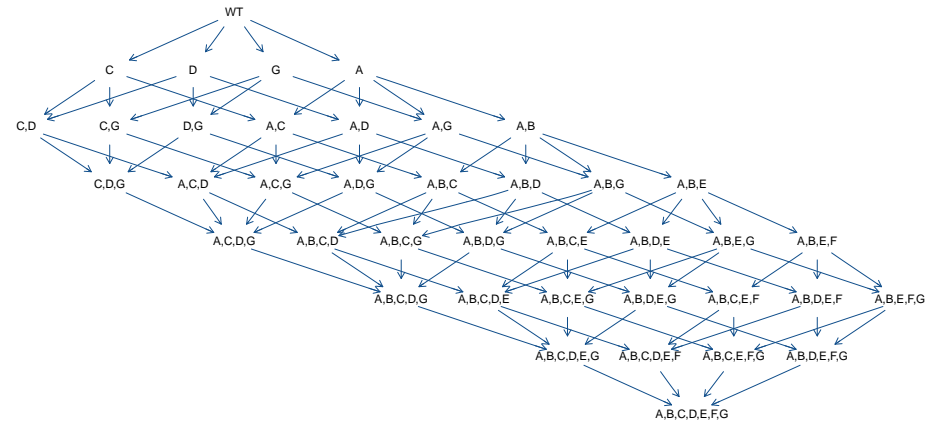 WT
C D G A
C,D C,G D,G A,C A,D A,G A,B
C,D,G A,C,D A,C,G A,D,G A,B,C A,B,D A,B,G A,B,E
A,C,D,G A,B,C,D A,B,C,G A,B,D,G A,B,C,E A,B,D,E A,B,E,G A,B,E,F
A,B,C,D,G A,B,C,D,E A,B,C,E,G A,B,D,E,G A,B,C,E,F A,B,D,E,F A,B,E,F,G
A,B,C,D,E,G A,B,C,D,E,F A,B,C,E,F,G A,B,D,E,F,G
A,B,C,D,E,F,G